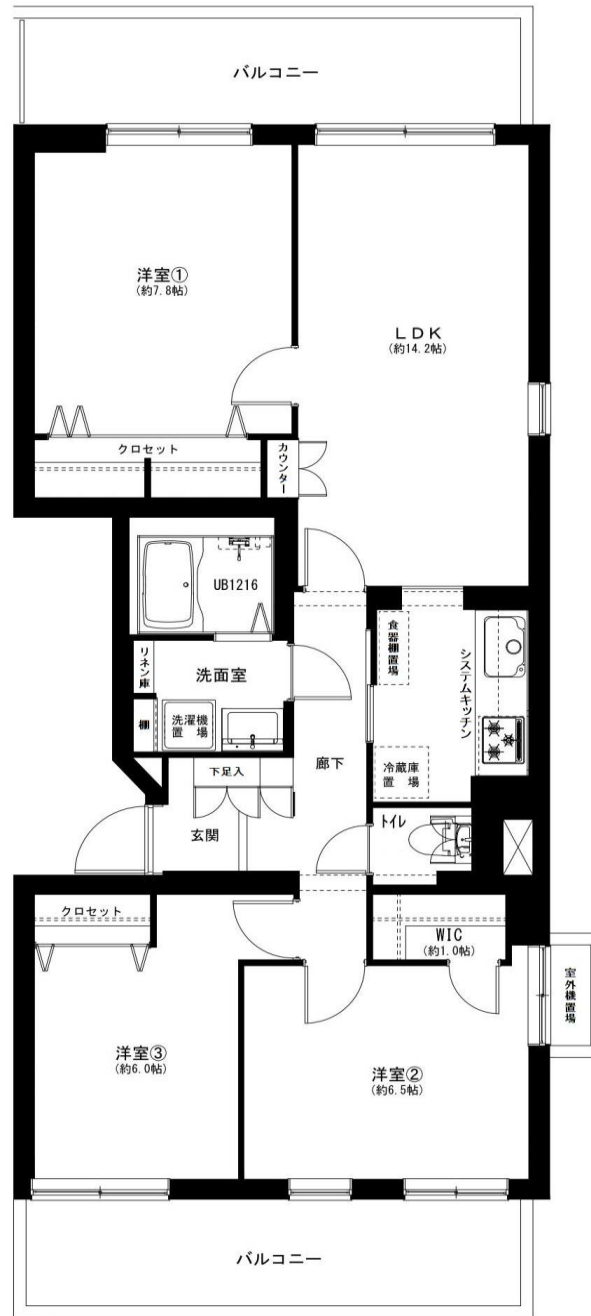 バルコニー
洋室①
(約7.8帖)
LDK
(約14.2帖)
クロゼット
カウンター
UB1216
リネン庫
洗面室
棚
洗濯機
置場
食器棚置場
システムキッチン
冷蔵庫
置場
廊下
下足入
玄関
トイレ
クロゼット
WIC
(約1.0帖)
室外機置場
洋室③
(約6.0帖)
洋室②
(約6.5帖)
バルコニー